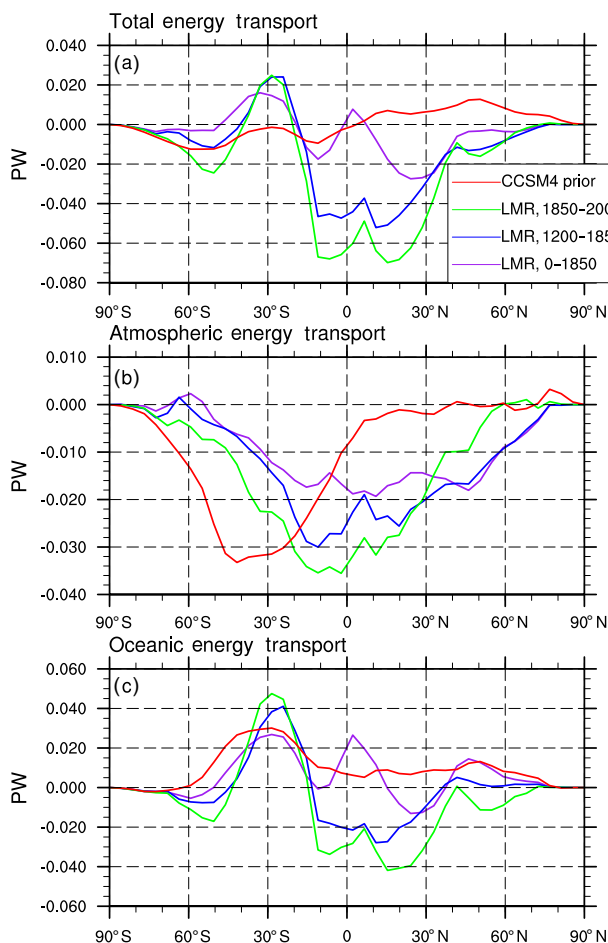 Total energy transport
(a)
PW
0.040
0.020
0.000
-0.020
-0.040
-0.060
-0.080
CCSM4 prior
LMR, 1850-200
LMR, 1200-185
LMR, 0-1850
90°S 60°S 30°S 0 30°N 60°N 90°N
Atmospheric energy transport
(b)
PW
0.010
0.000
-0.010
-0.020
-0.030
-0.040
90°S 60°S 30°S 0 30°N 60°N 90°N
Oceanic energy transport
(c)
PW
0.060
0.040
0.020
0.000
-0.020
-0.040
-0.060
90°S 60°S 30°S 0 30°N 60°N 90°N